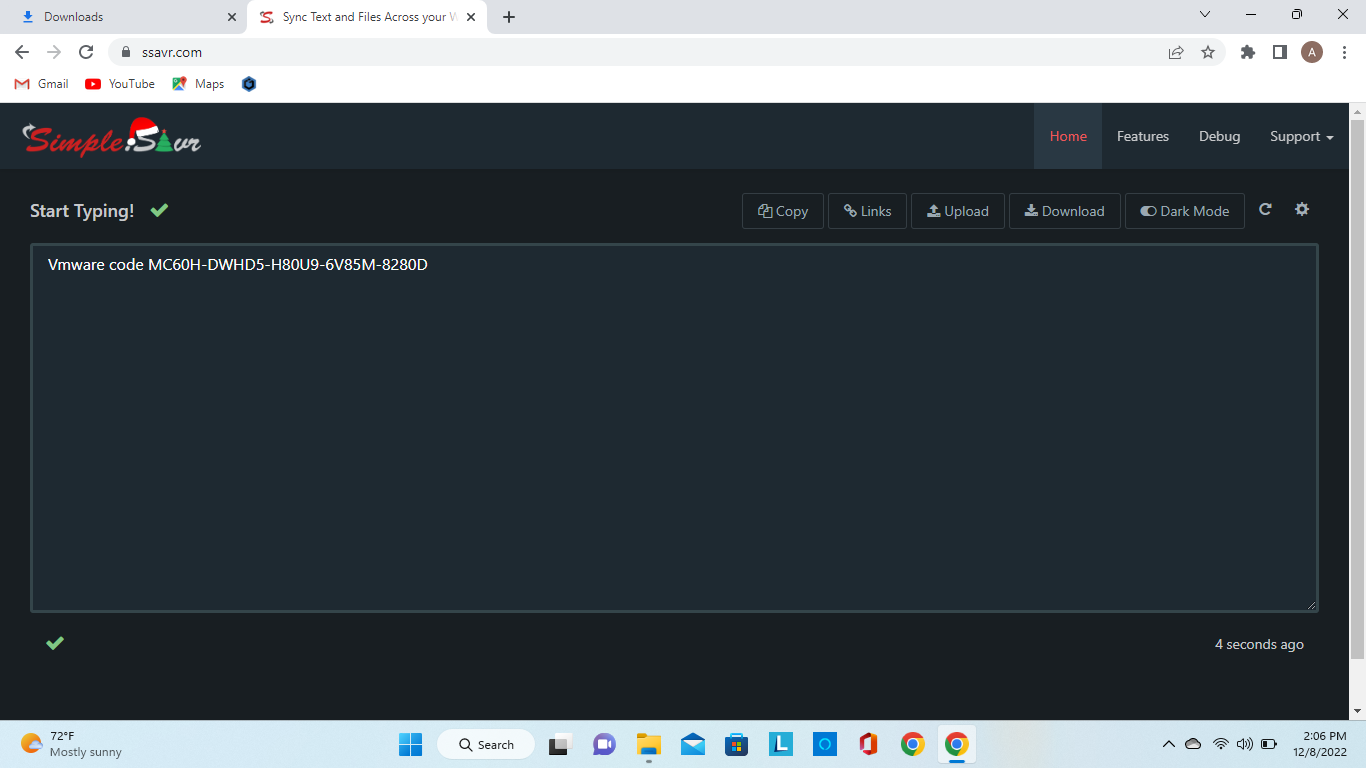 Downloads
Sync Text and Files Across your W
ssavr.com
A
Gmail
YouTube
Maps
Simple Savr
Home
Features
Debug
Support
Start Typing!
Copy
Links
Upload
Download
Dark Mode
Vmware code MC60H-DWHD5-H80U9-6V85M-8280D
4 seconds ago
72°F
Mostly sunny
Search
L
2:06 PM
12/8/2022